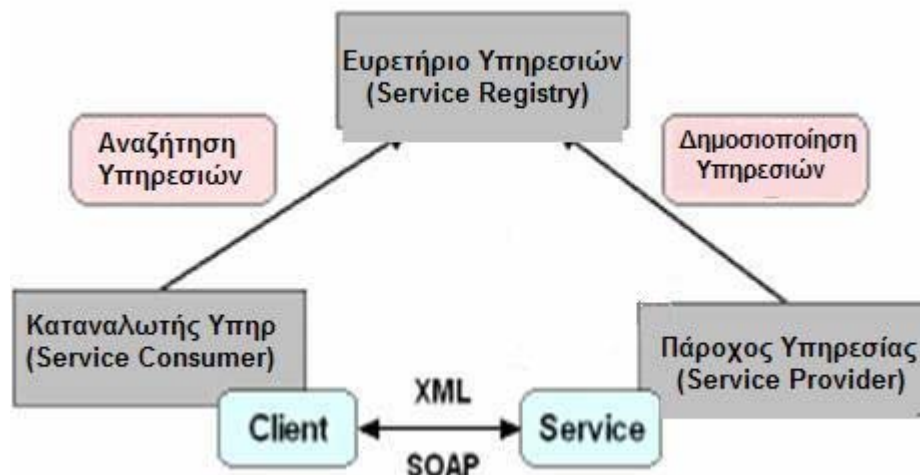 Ευρετήριο Υπηρεσιών
(Service Registry)
Αναζήτηση
Υπηρεσιών
Δημοσιοποίηση
Υπηρεσιών
Καταναλωτής Υπηρ
(Service Consumer)
Πάροχος Υπηρεσίας
(Service Provider)
Client
XML
SOAP
Service